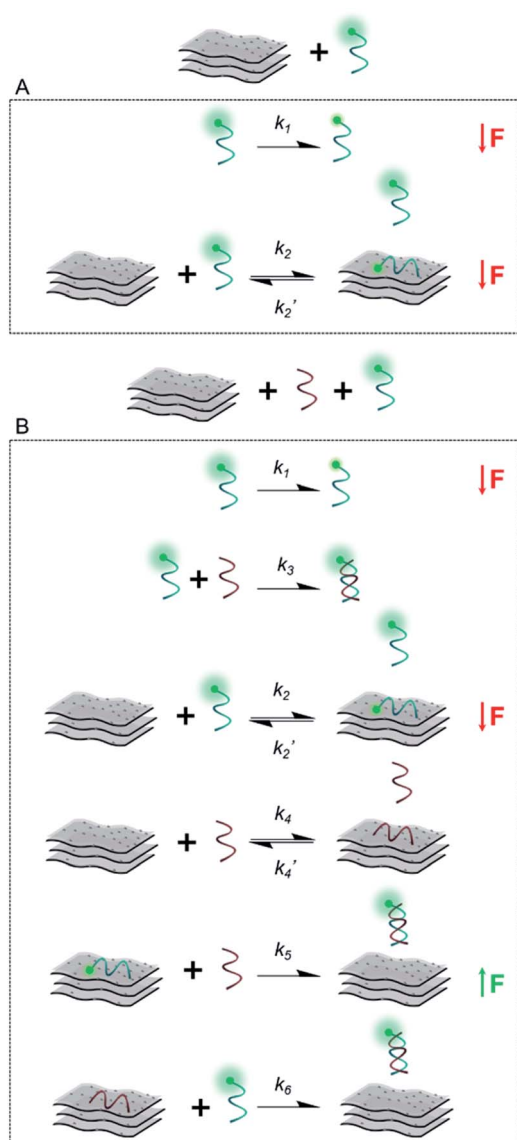 +
A
k1
↓F
+
k2
k2'
↓F
+ +
B
k1
↓F
+
k3
+
k2
k2'
↓F
+
k4
k4'
+
k5
↑F
+
k6